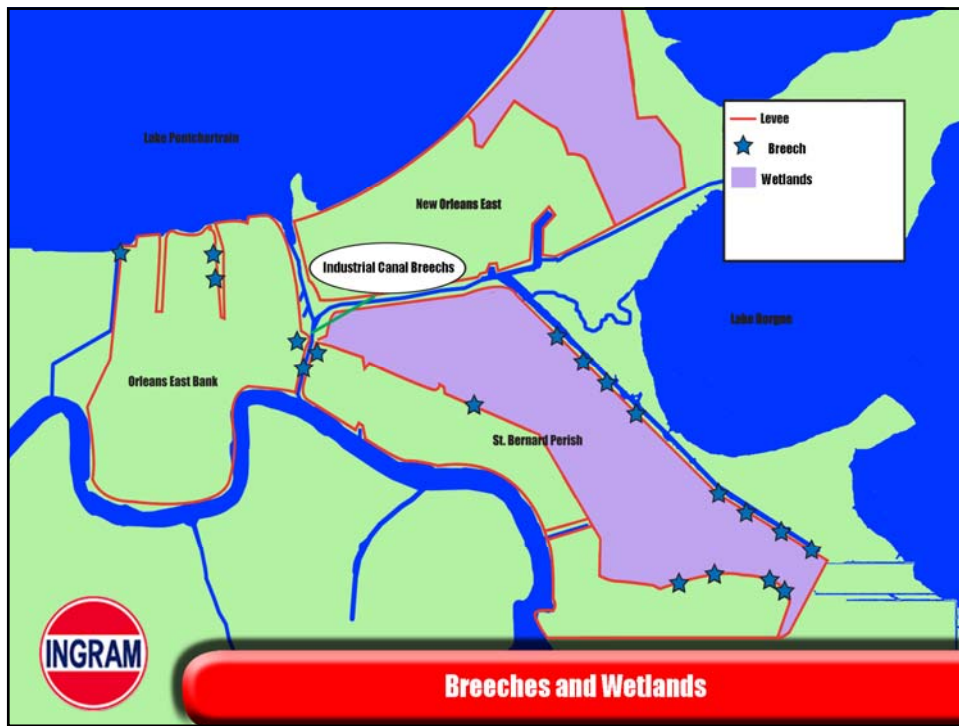 Lake Ponichartrain
Levee
Breech
Wetlands
New Orleans East
Industrial Canal Breechs
Lake Borgne
Orleans East Bank
St. Bernard Perish
INGRAM
Breeches and Wetlands